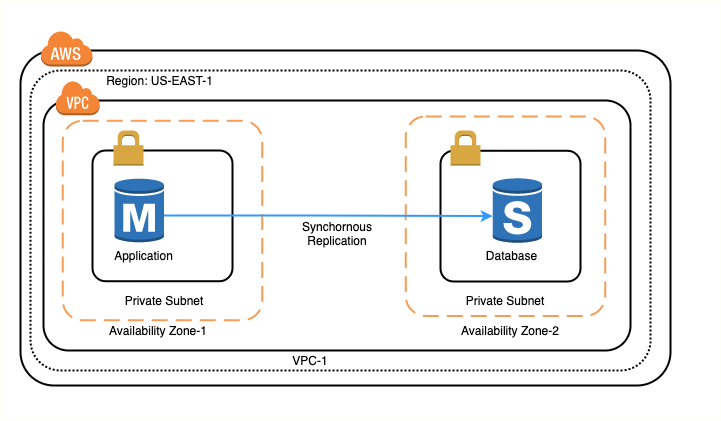 AWS
Region: US-EAST-1
VPC
M
S
Synchornous
Replication
Application
Database
Private Subnet
Private Subnet
Availability Zone-1
Availability Zone-2
VPC-1